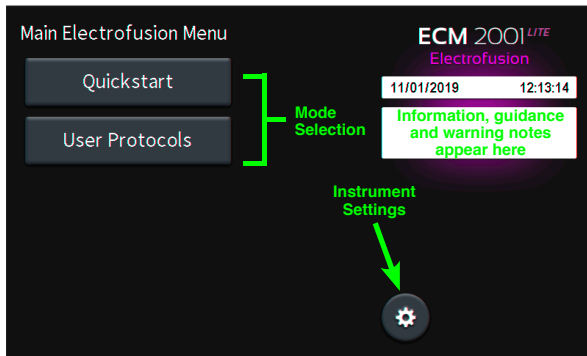 Main Electrofusion Menu
Quickstart
User Protocols
Mode
Selection
ECM 2001 LITE
Electrofusion
11/01/2019 12:13:14
Information, guidance
and warning notes
appear here
Instrument
Settings